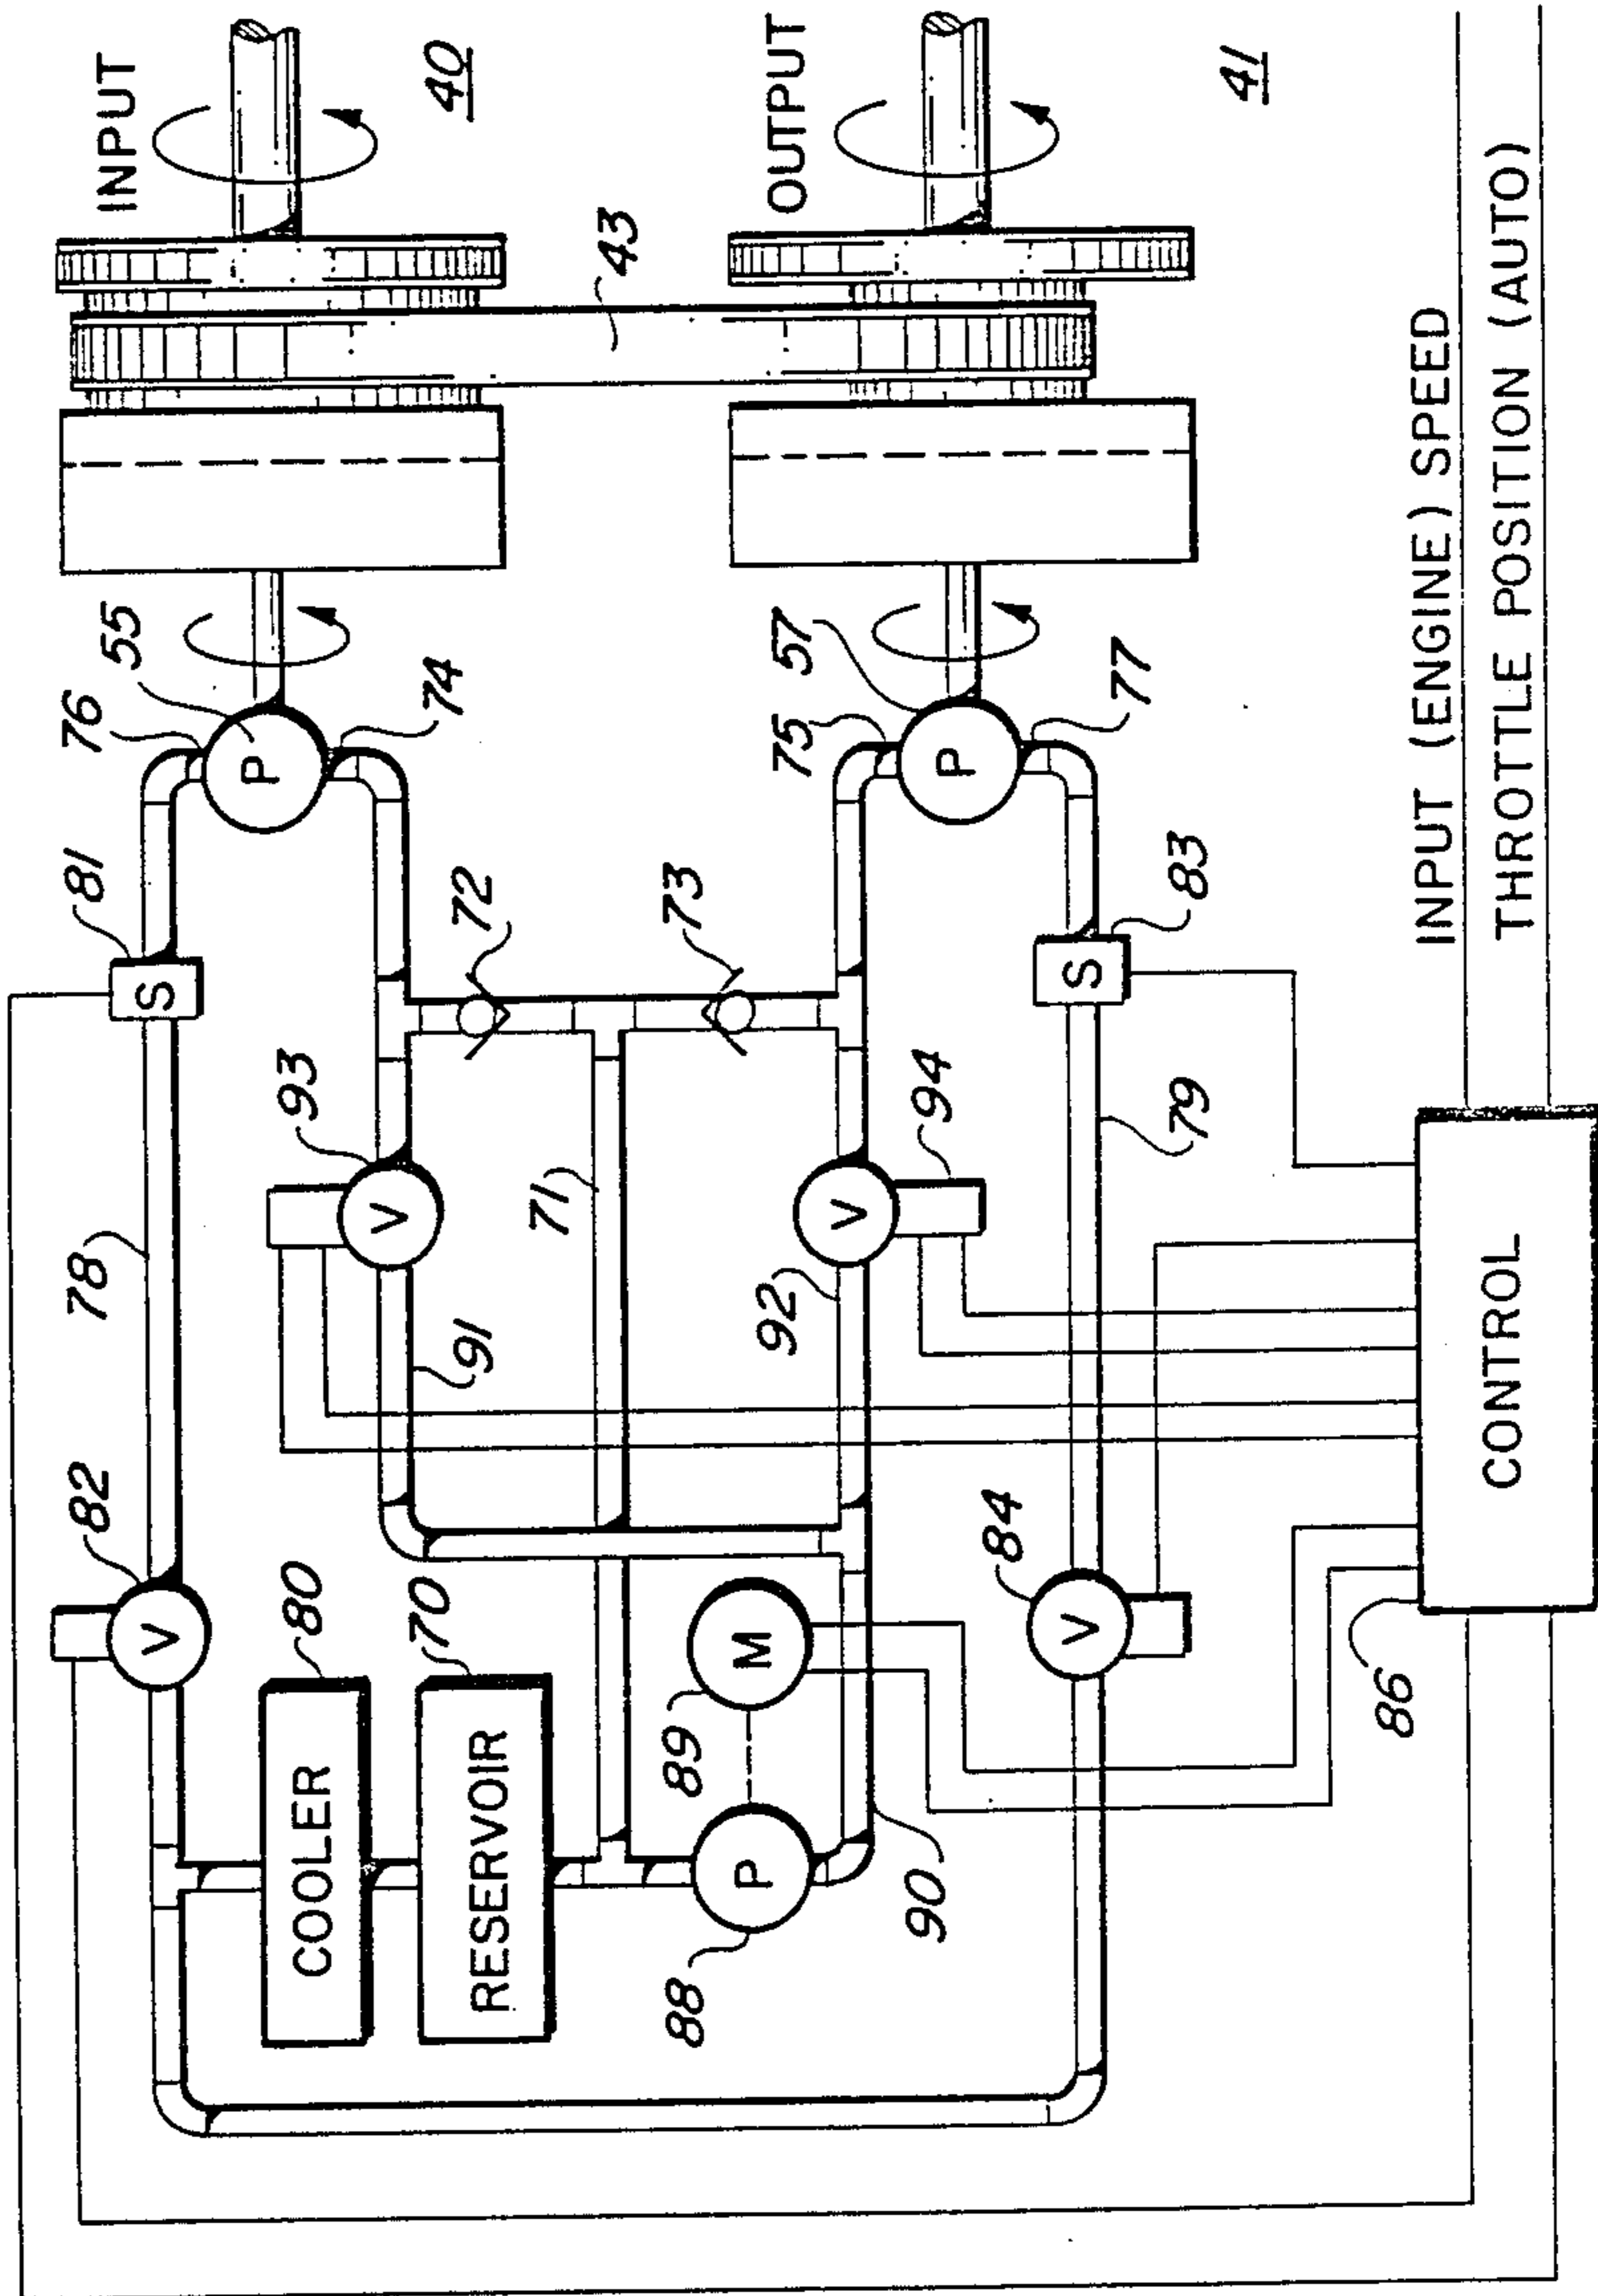 INPUT
40
OUTPUT
41
43
76
55
P
74
75
57
P
77
81
S
72
73
83
S
INPUT (ENGINE) SPEED
THROTTLE POSITION (AUTO)
78
93
V
71
94
V
79
91
92
82
V
80
COOLER
70
RESERVOIR
89
M
84
V
CONTROL
86
88
P
90